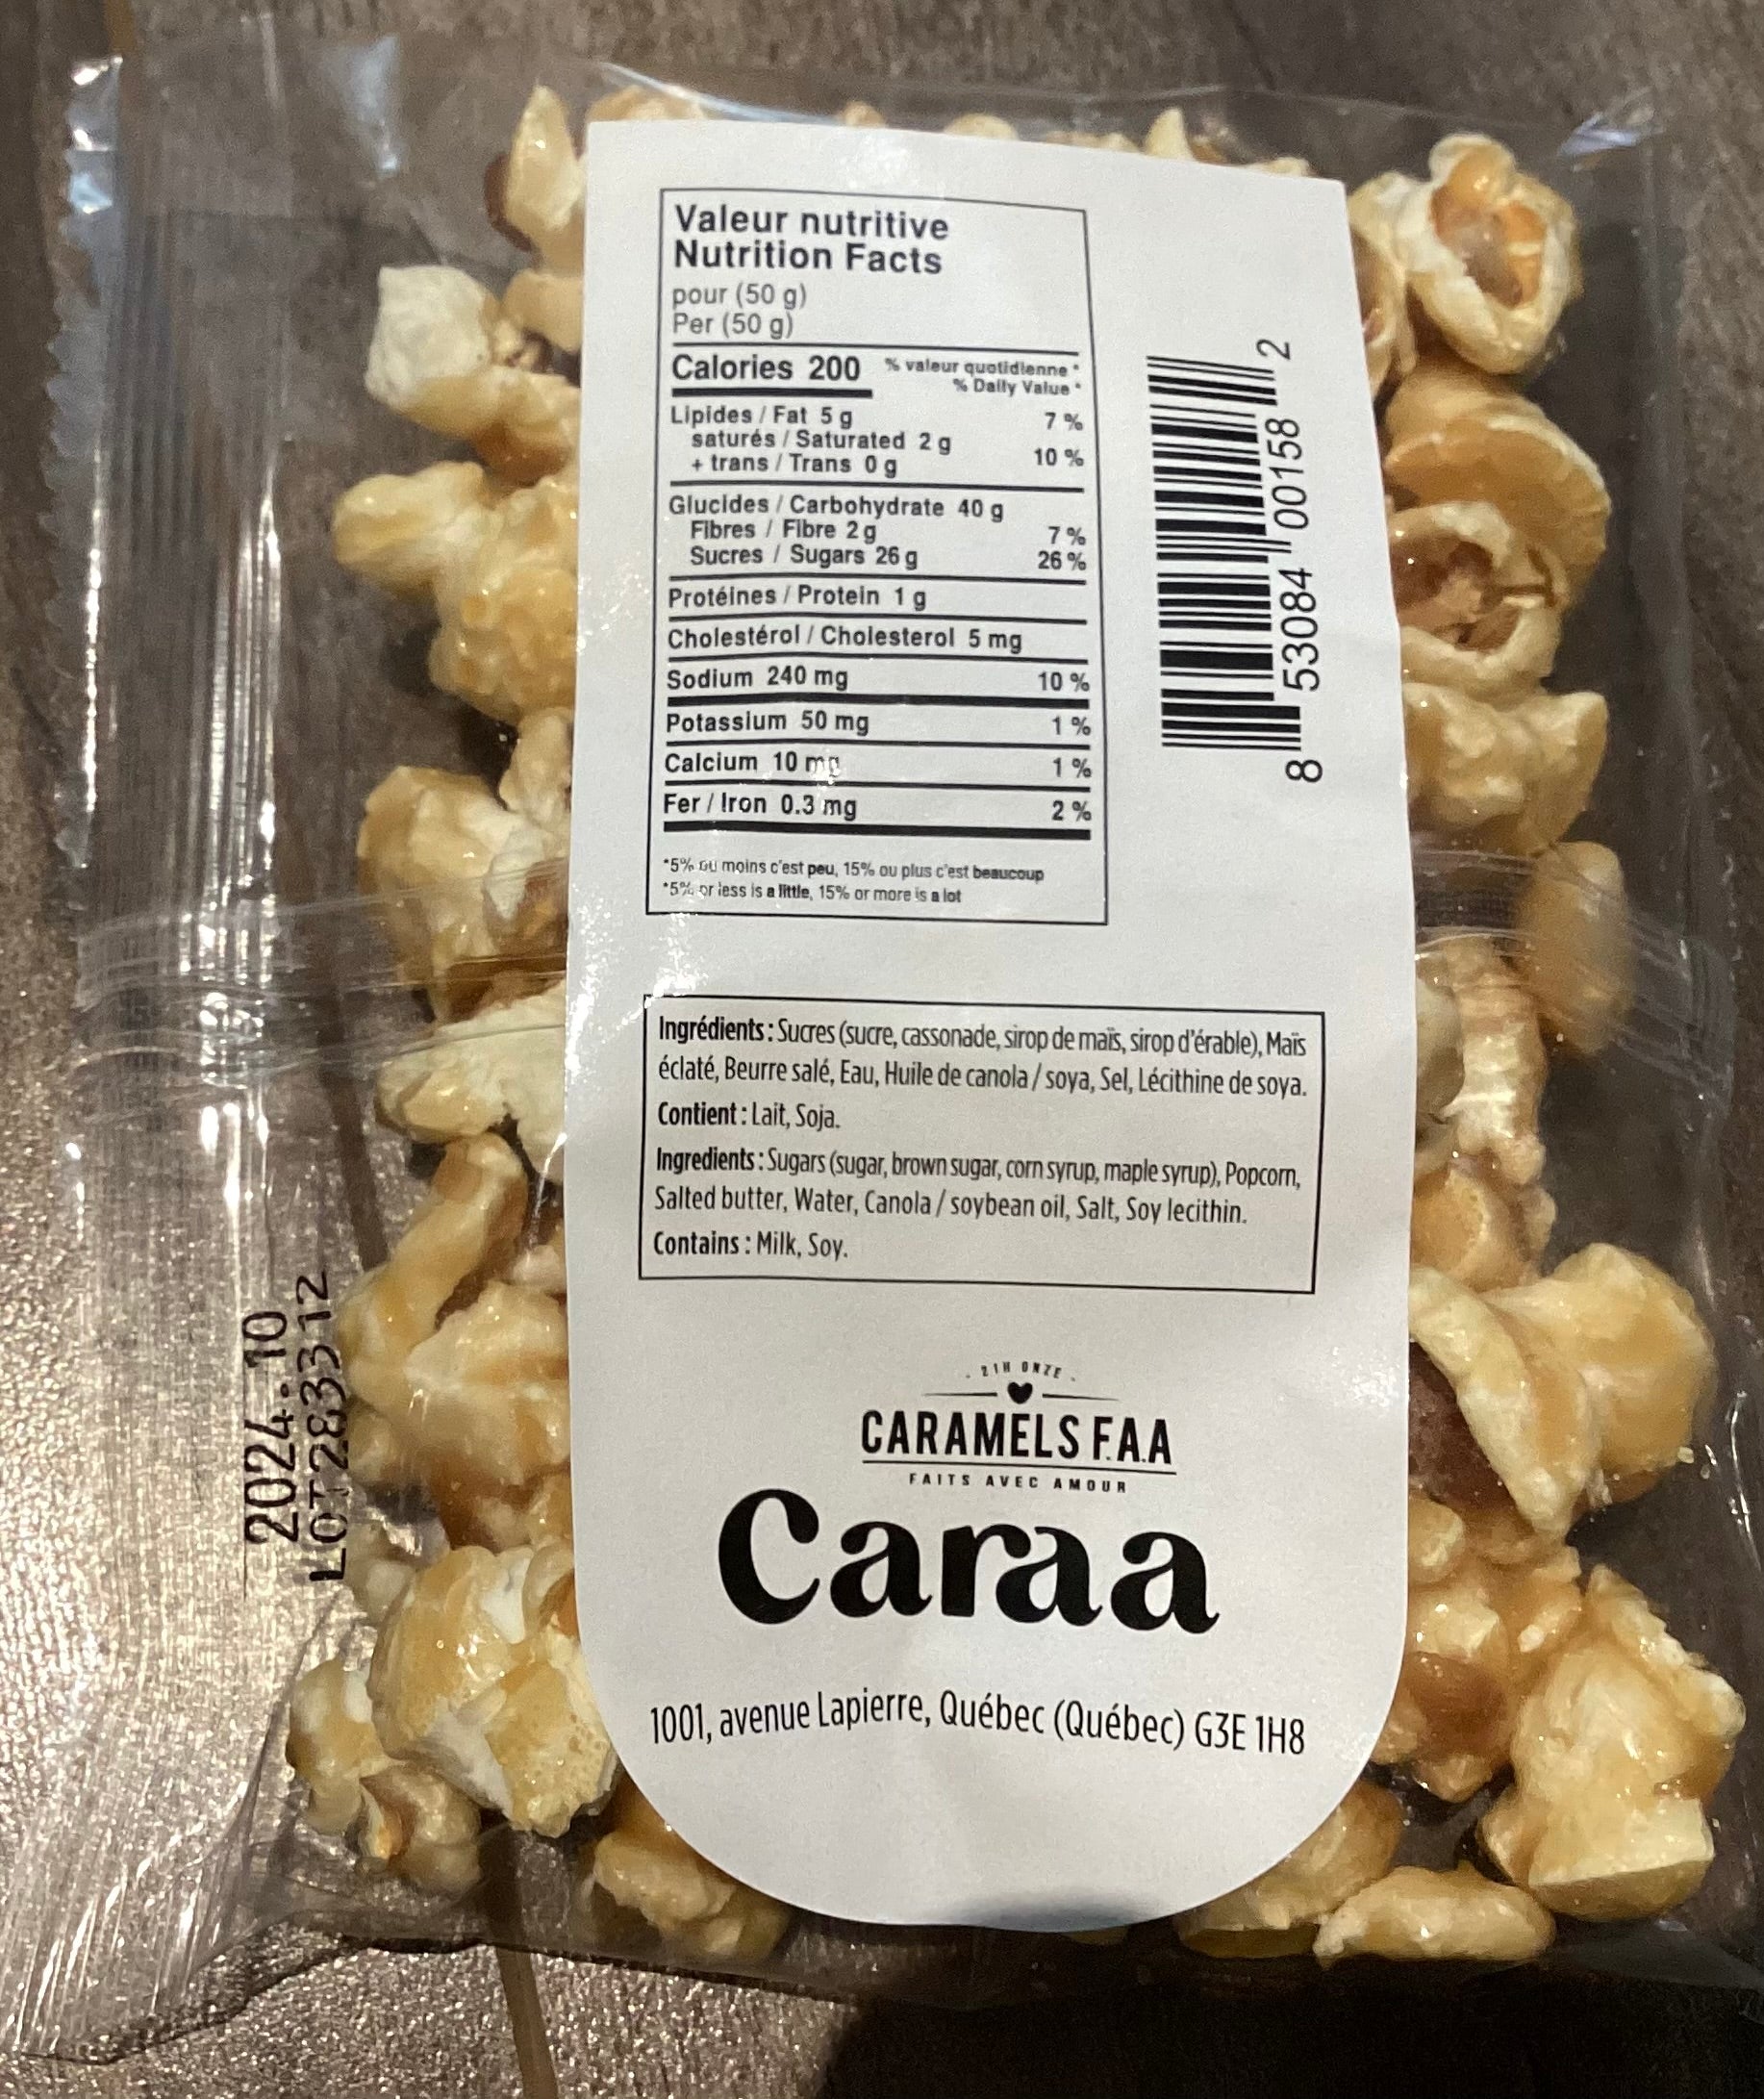 Valeur nutritive
Nutrition Facts
pour (50 g)
Per (50 g)
Calories 200 % valeur quotidienne *
% Daily Value *
Lipides / Fat 5 g 7 %
saturés / Saturated 2 g
+ trans / Trans 0 g 10 %
Glucides / Carbohydrate 40 g
Fibres / Fibre 2 g 7 %
Sucres / Sugars 26 g 26 %
Protéines / Protein 1 g
Cholestérol / Cholesterol 5 mg
Sodium 240 mg 10 %
Potassium 50 mg 1 %
Calcium 10 mg 1 %
Fer / Iron 0.3 mg 2 %
*5% ou moins c'est peu, 15% ou plus c'est beaucoup
*5% or less is a little, 15% or more is a lot
8 53084 00158 2
Ingrédients : Sucres (sucre, cassonade, sirop de maïs, sirop d'érable), Maïs
éclaté, Beurre salé, Eau, Huile de canola / soya, Sel, Lécithine de soya.
Contient : Lait, Soja.
Ingredients : Sugars (sugar, brown sugar, corn syrup, maple syrup), Popcorn,
Salted butter, Water, Canola / soybean oil, Salt, Soy lecithin.
Contains : Milk, Soy.
2024.10
LOT283312
. 21H ONZE .
CARAMELS F.A.A
FAITS AVEC AMOUR
Caraa
1001, avenue Lapierre, Québec (Québec) G3E 1H8